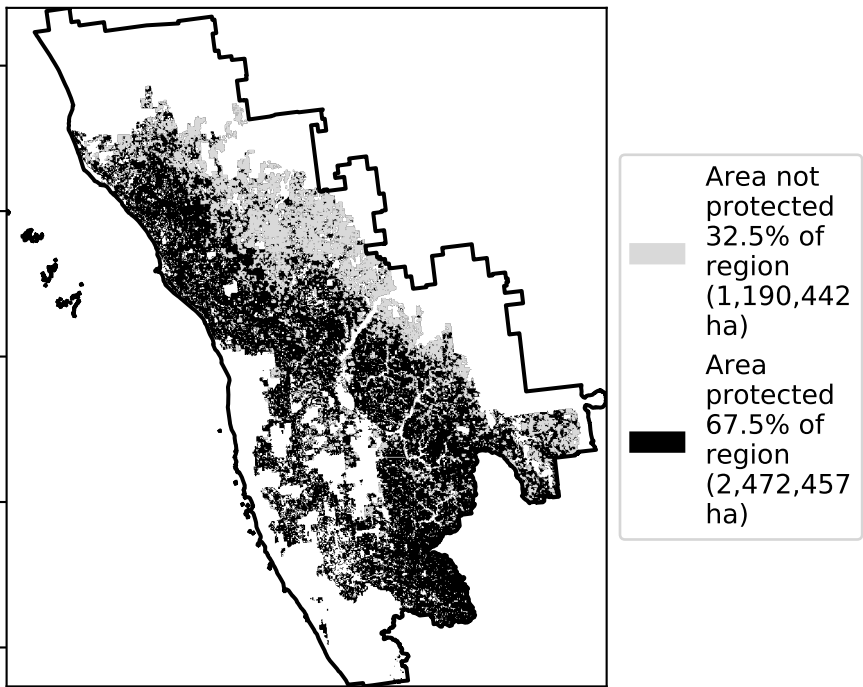 Area not
protected
32.5% of
region
(1,190,442
ha)
Area
protected
67.5% of
region
(2,472,457
ha)